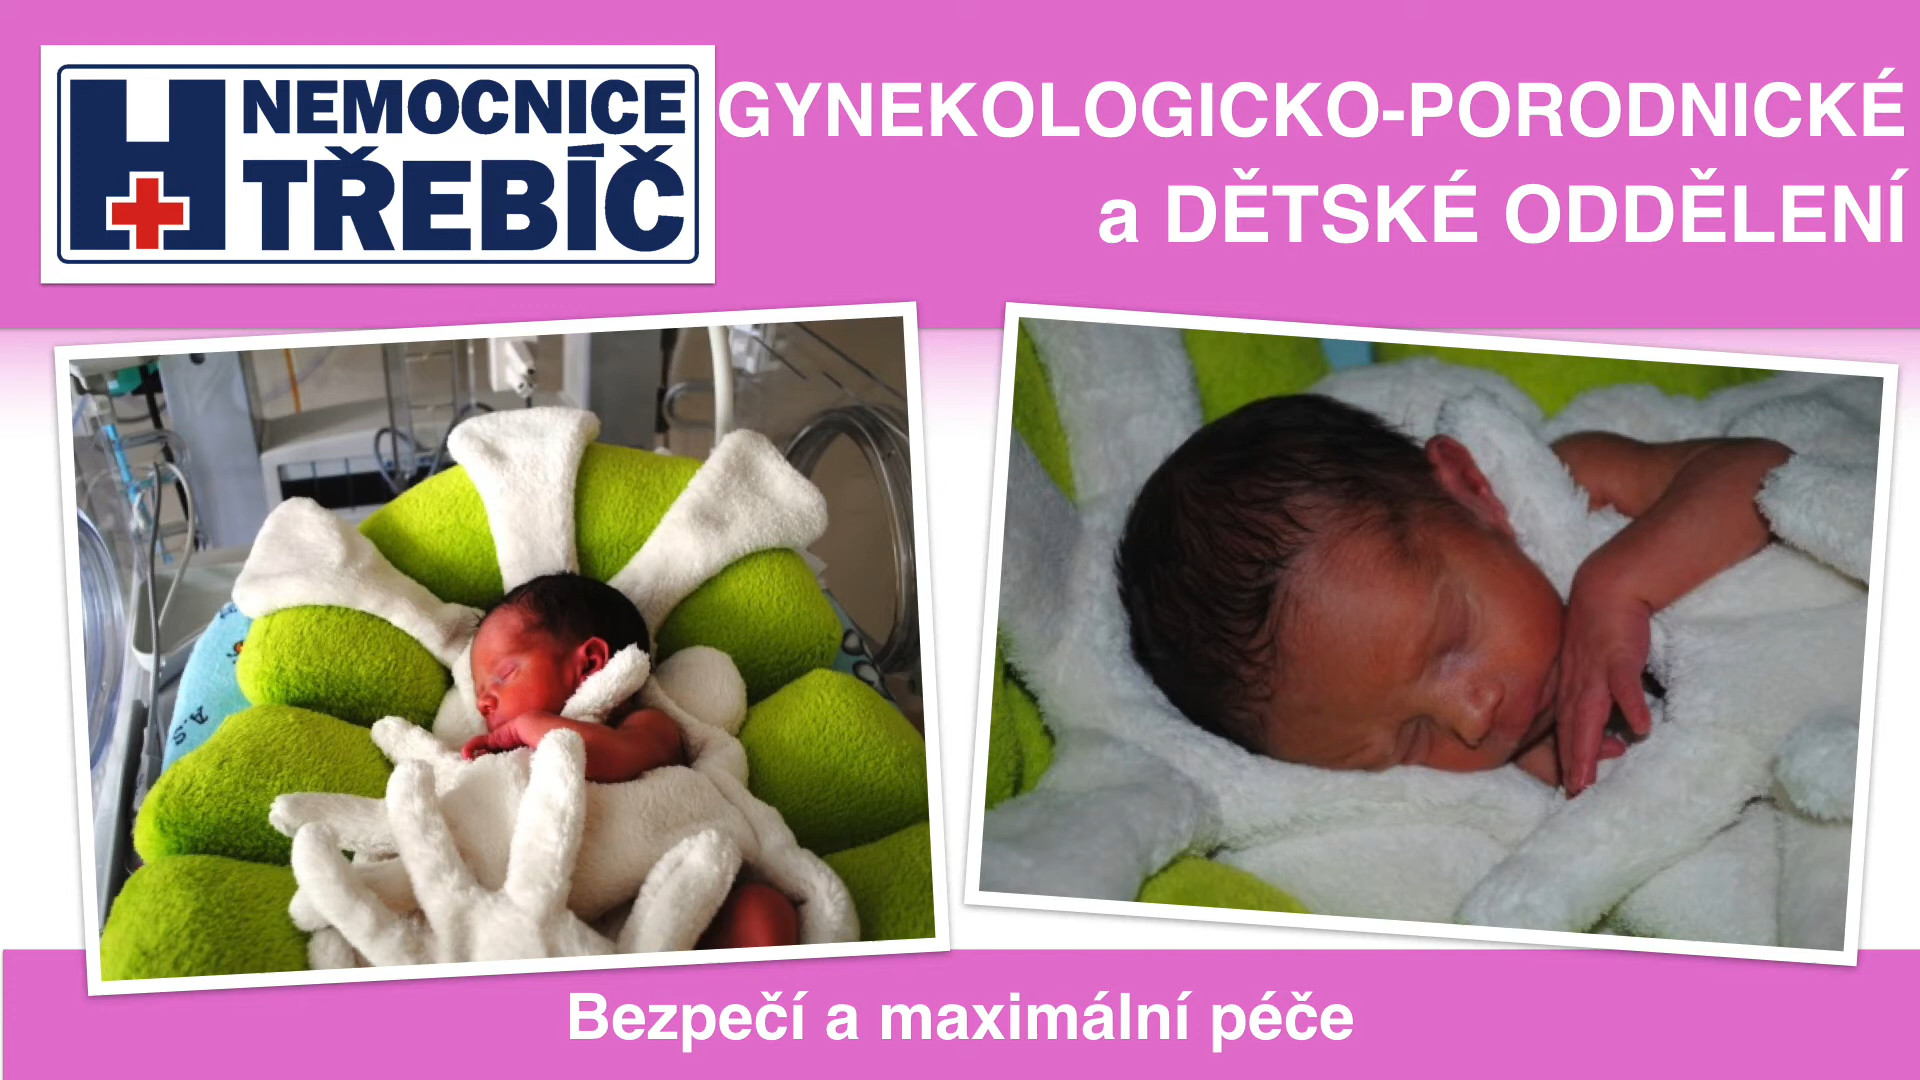 NEMOCNICE
TŘEBÍČ
GYNEKOLOGICKO-PORODNICKÉ
a DĚTSKÉ ODDĚLENÍ
A..S
Bezpečí a maximální péče